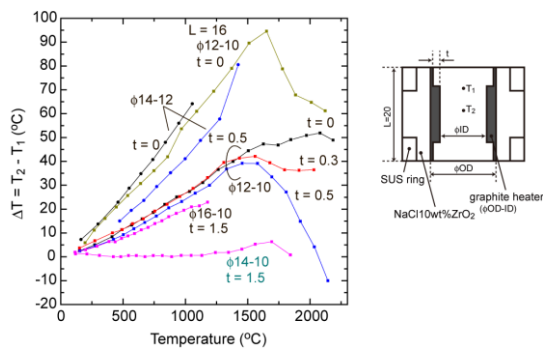 L = 16
ϕ12-10
t = 0
ϕ14-12
t = 0
t = 0.5
t = 0
t = 0.3
ϕ12-10
t = 0.5
ϕ16-10
t = 1.5
ϕ14-10
t = 1.5
100
90
80
70
60
50
40
30
20
10
0
-10
-20
ΔT = T2 - T1 (ºC)
0
500
1000
1500
2000
Temperature (ºC)
t
T1
T2
L=20
ϕID
ϕOD
SUS ring
NaCl10wt%ZrO2
graphite heater
(ϕOD-ID)